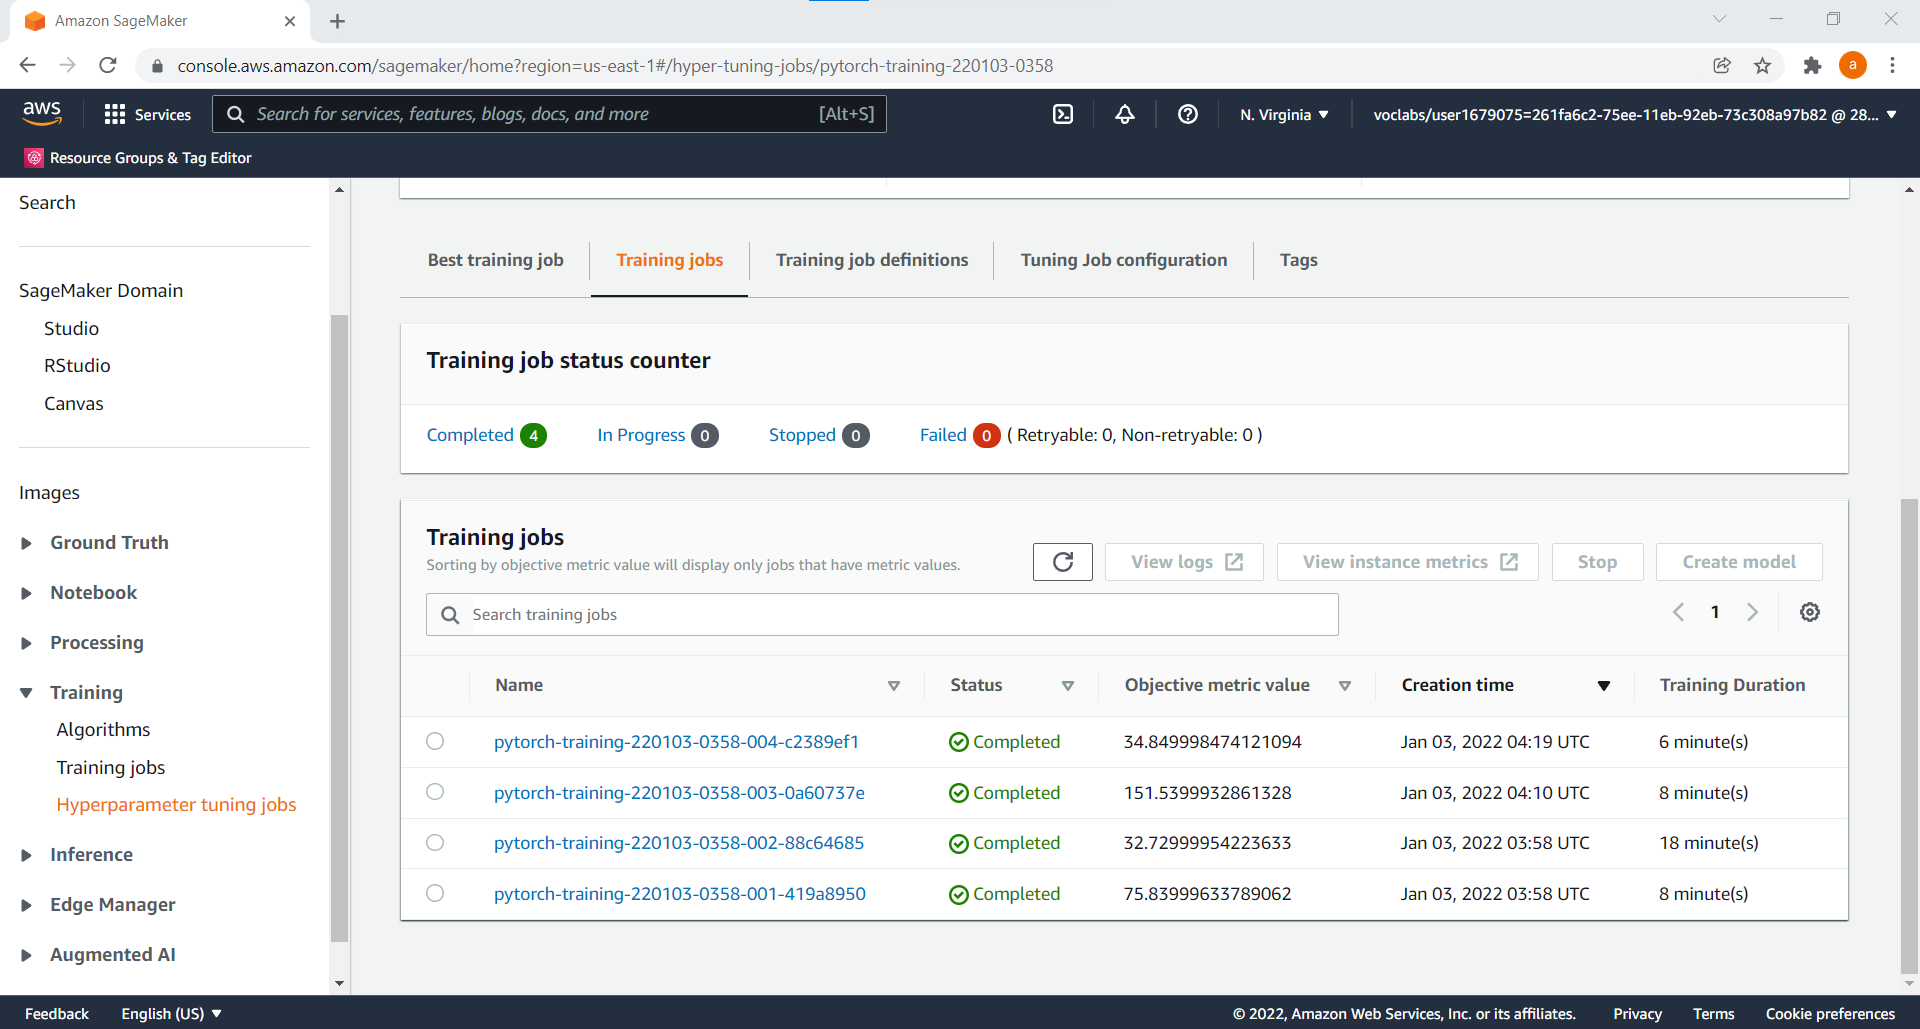 Amazon SageMaker
console.aws.amazon.com/sagemaker/home?region=us-east-1#/hyper-tuning-jobs/pytorch-training-220103-0358
a
aws
Services
Search for services, features, blogs, docs, and more
[Alt+S]
N. Virginia
voclabs/user1679075=261fa6c2-75ee-11eb-92eb-73c308a97b82 @ 28...
Resource Groups & Tag Editor
Search
SageMaker Domain
Studio
RStudio
Canvas
Images
Ground Truth
Notebook
Processing
Training
Algorithms
Training jobs
Hyperparameter tuning jobs
Inference
Edge Manager
Augmented AI
Best training job
Training jobs
Training job definitions
Tuning Job configuration
Tags
Training job status counter
Completed 4
In Progress 0
Stopped 0
Failed 0 ( Retryable: 0, Non-retryable: 0 )
Training jobs
Sorting by objective metric value will display only jobs that have metric values.
View logs
View instance metrics
Stop
Create model
Search training jobs
1
Name Status Objective metric value Creation time Training Duration
pytorch-training-220103-0358-004-c2389ef1 Completed 34.849998474121094 Jan 03, 2022 04:19 UTC 6 minute(s)
pytorch-training-220103-0358-003-0a60737e Completed 151.5399932861328 Jan 03, 2022 04:10 UTC 8 minute(s)
pytorch-training-220103-0358-002-88c64685 Completed 32.72999954223633 Jan 03, 2022 03:58 UTC 18 minute(s)
pytorch-training-220103-0358-001-419a8950 Completed 75.83999633789062 Jan 03, 2022 03:58 UTC 8 minute(s)
Feedback
English (US)
© 2022, Amazon Web Services, Inc. or its affiliates.
Privacy
Terms
Cookie preferences